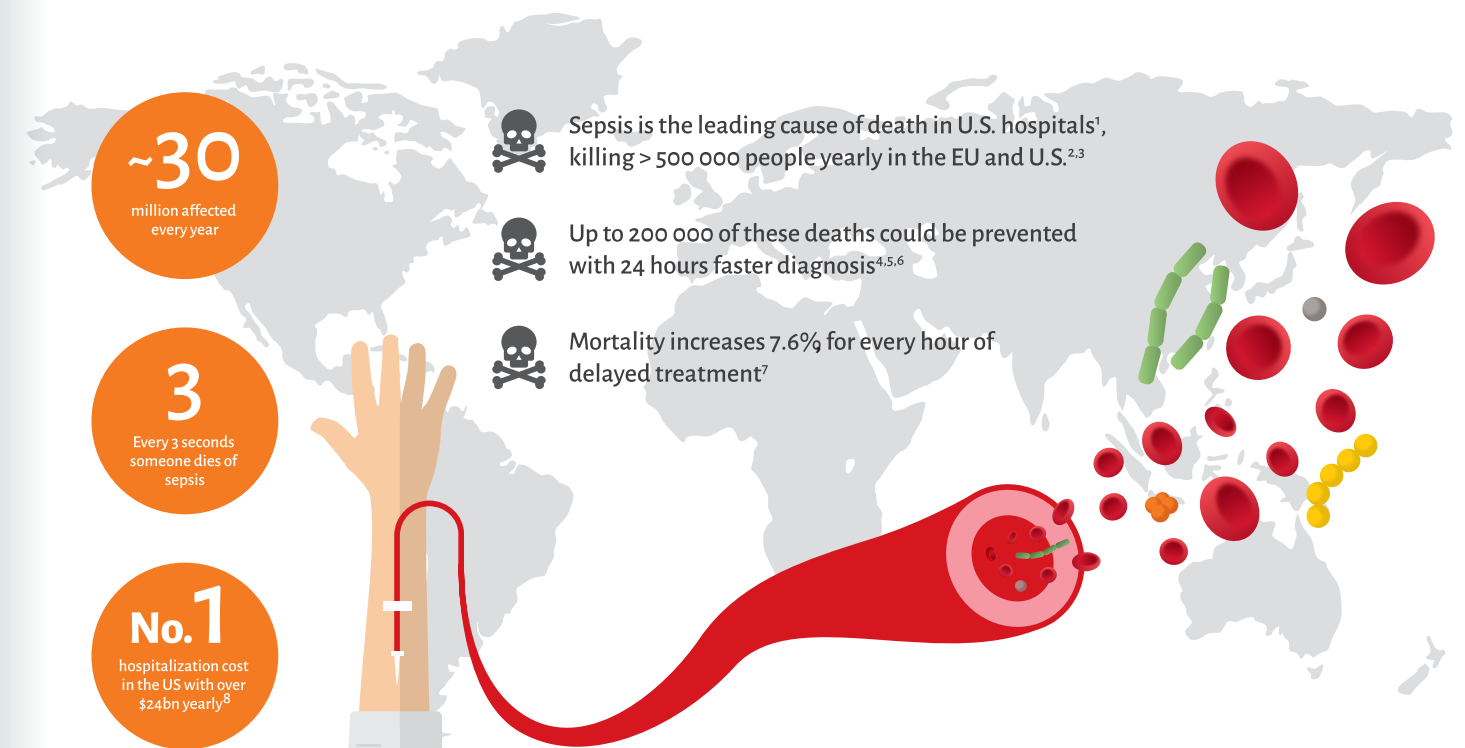 ~30
million affected
every year
3
Every 3 seconds
someone dies of
sepsis
No.1
hospitalization cost
in the US with over
$24bn yearly8
Sepsis is the leading cause of death in U.S. hospitals¹,
killing > 500 000 people yearly in the EU and U.S.²,³
Up to 200 000 of these deaths could be prevented
with 24 hours faster diagnosis⁴,⁵,⁶
Mortality increases 7.6%, for every hour of
delayed treatment⁷